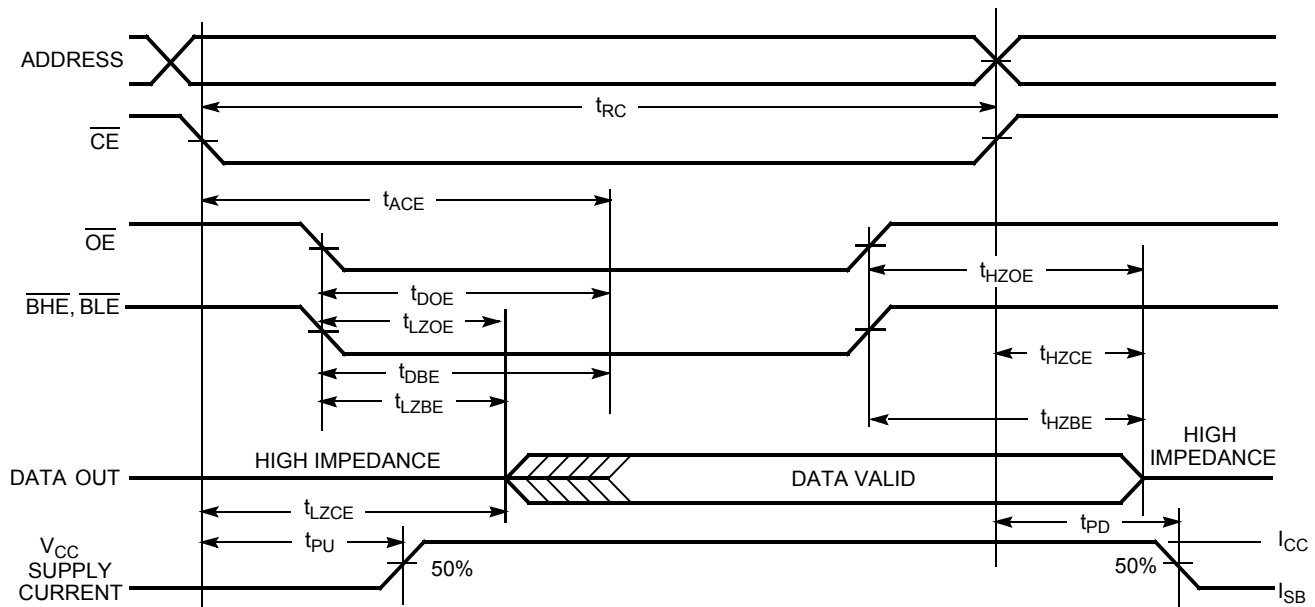 ADDRESS
tRC
CE
tACE
OE
tHZOE
tDOE
BHE, BLE
tLZOE
tHZCE
tDBE
tLZBE
tHZBE
HIGH IMPEDANCE
HIGH
IMPEDANCE
DATA OUT
DATA VALID
tLZCE
tPD
tPU
VCC
SUPPLY
CURRENT
50%
50%
ICC
ISB